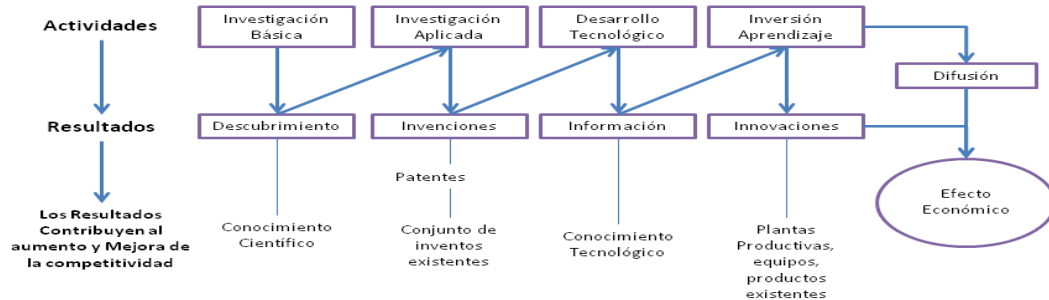 Actividades
Investigación
Básica
Investigación
Aplicada
Desarrollo
Tecnológico
Inversión
Aprendizaje
Difusión
Resultados
Descubrimiento
Invenciones
Información
Innovaciones
Patentes
Efecto
Económico
Los Resultados
Contribuyen al
aumento y Mejora de
la competitividad
Conocimiento
Científico
Conjunto de
inventos
existentes
Conocimiento
Tecnológico
Plantas
Productivas,
equipos,
productos
existentes